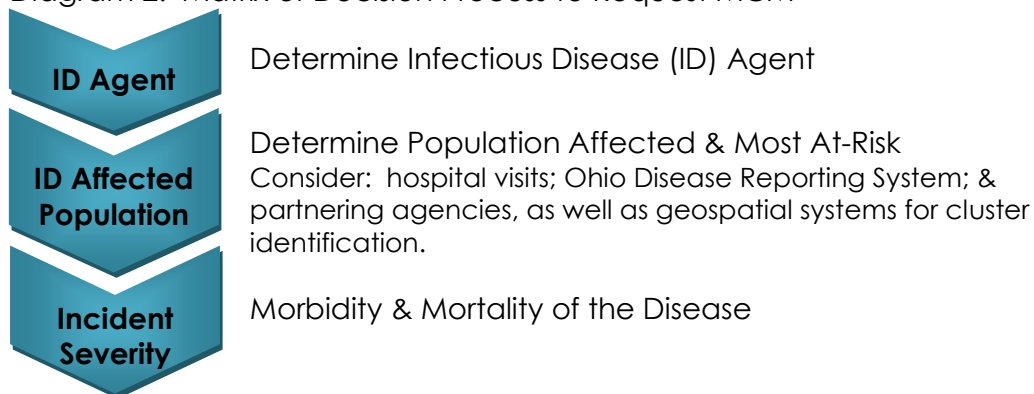 ID Agent
Determine Infectious Disease (ID) Agent
ID Affected
Population
Determine Population Affected & Most At-Risk
Consider: hospital visits; Ohio Disease Reporting System; &
partnering agencies, as well as geospatial systems for cluster
identification.
Incident
Severity
Morbidity & Mortality of the Disease